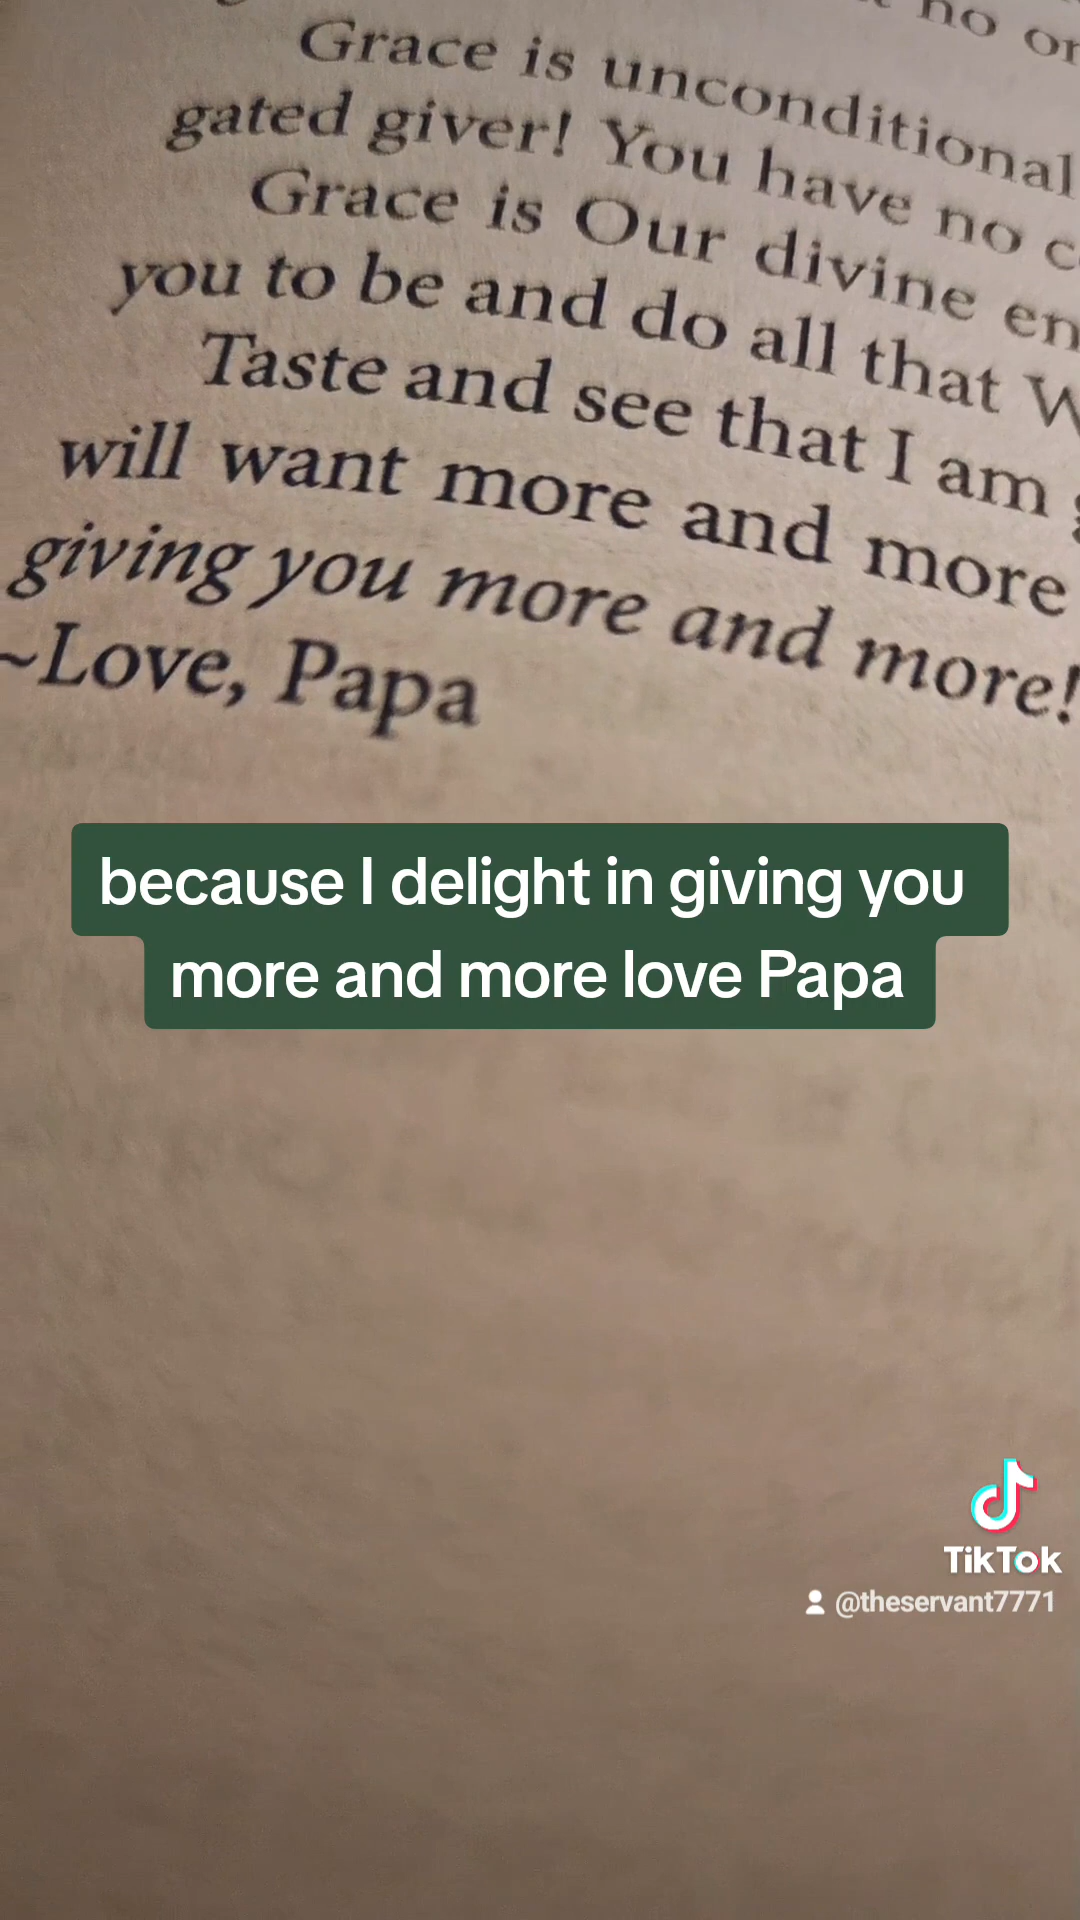 no or
Grace is unconditional
gated giver! You have no c
Grace is Our divine en
you to be and do all that W
Taste and see that I am g
will want more and more
giving you more and more!
~Love, Papa
because I delight in giving you
more and more love Papa
TikTok
@theservant7771